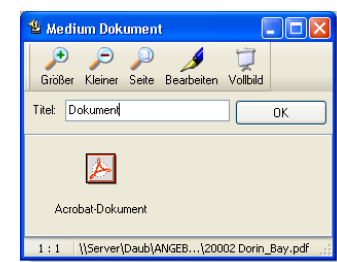 Medium Dokument
Größer Kleiner Seite Bearbeiten Vollbild
Titel: Dokument OK
Acrobat-Dokument
1 : 1 \\Server\Daub\ANGEB...\20002 Dorin_Bay.pdf